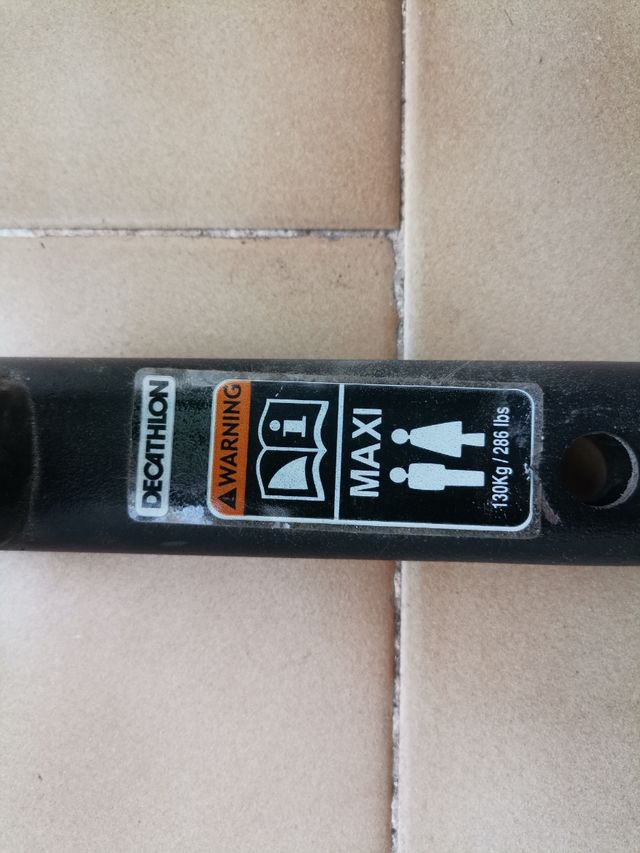 DECATHLON
WARNING
i
MAXI
130Kg / 286 lbs